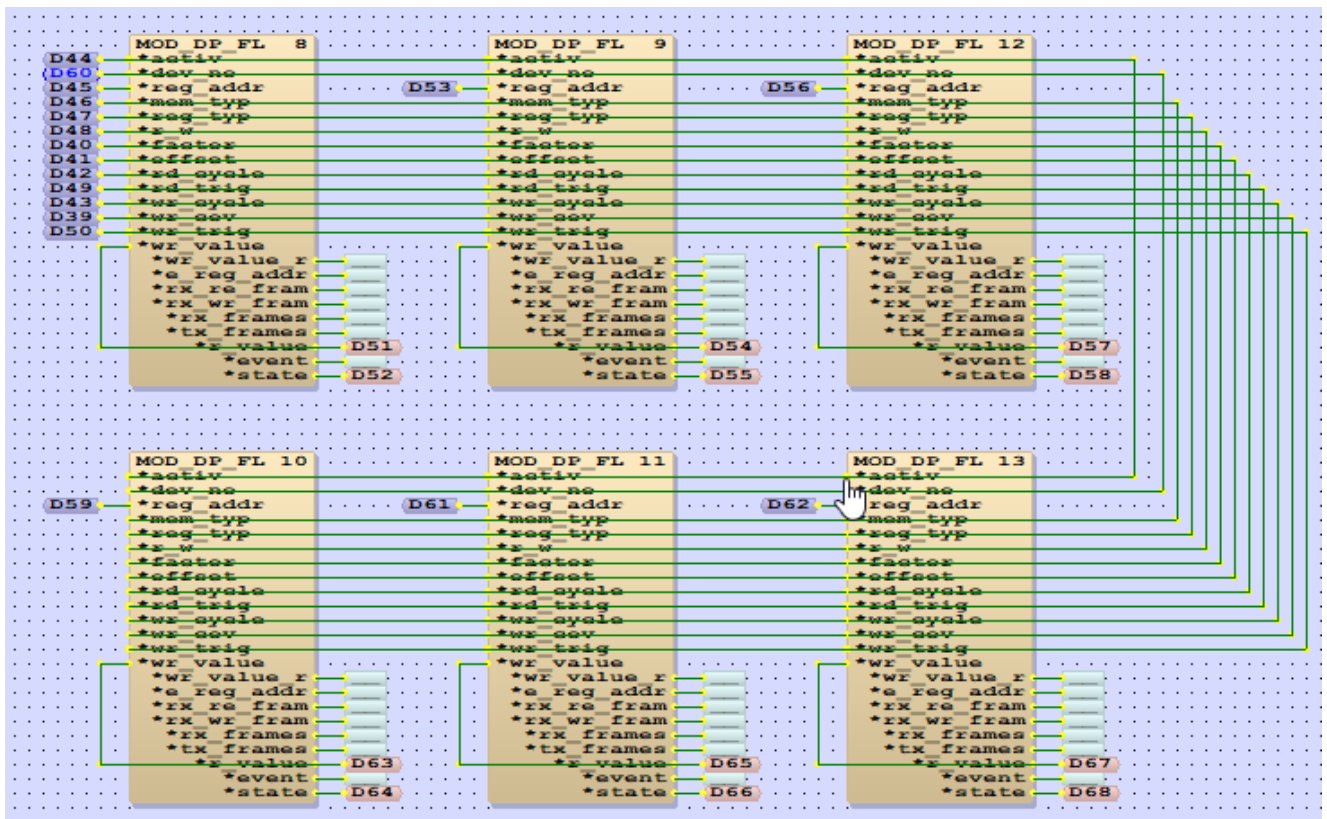 MOD_DP_FL 8 MOD_DP_FL 9 MOD_DP_FL 12
D44 *activ *activ *activ
D60 *dev_no *dev_no *dev_no
D45 *reg_addr D53 *reg_addr D56 *reg_addr
D46 *mem_typ *mem_typ *mem_typ
D47 *reg_typ *reg_typ *reg_typ
D48 *r_w *r_w *r_w
D40 *factor *factor *factor
D41 *offset *offset *offset
D42 *rd_cycle *rd_cycle *rd_cycle
D49 *rd_trig *rd_trig *rd_trig
D43 *wr_cycle *wr_cycle *wr_cycle
D39 *wr_cov *wr_cov *wr_cov
D50 *wr_trig *wr_trig *wr_trig
*wr_value *wr_value *wr_value
*wr_value_r *wr_value_r *wr_value_r
*e_reg_addr *e_reg_addr *e_reg_addr
*rx_re_fram *rx_re_fram *rx_re_fram
*rx_wr_fram *rx_wr_fram *rx_wr_fram
*rx_frames *rx_frames *rx_frames
*tx_frames *tx_frames *tx_frames
*r_value D51 *r_value D54 *r_value D57
*event *event *event
*state D52 *state D55 *state D58
MOD_DP_FL 10 MOD_DP_FL 11 MOD_DP_FL 13
*activ *activ *activ
*dev_no *dev_no *dev_no
D59 *reg_addr D61 *reg_addr D62 reg_addr
*mem_typ *mem_typ *mem_typ
*reg_typ *reg_typ *reg_typ
*r_w *r_w *r_w
*factor *factor *factor
*offset *offset *offset
*rd_cycle *rd_cycle *rd_cycle
*rd_trig *rd_trig *rd_trig
*wr_cycle *wr_cycle *wr_cycle
*wr_cov *wr_cov *wr_cov
*wr_trig *wr_trig *wr_trig
*wr_value *wr_value *wr_value
*wr_value_r *wr_value_r *wr_value_r
*e_reg_addr *e_reg_addr *e_reg_addr
*rx_re_fram *rx_re_fram *rx_re_fram
*rx_wr_fram *rx_wr_fram *rx_wr_fram
*rx_frames *rx_frames *rx_frames
*tx_frames *tx_frames *tx_frames
*r_value D63 *r_value D65 *r_value D67
*event *event *event
*state D64 *state D66 *state D68